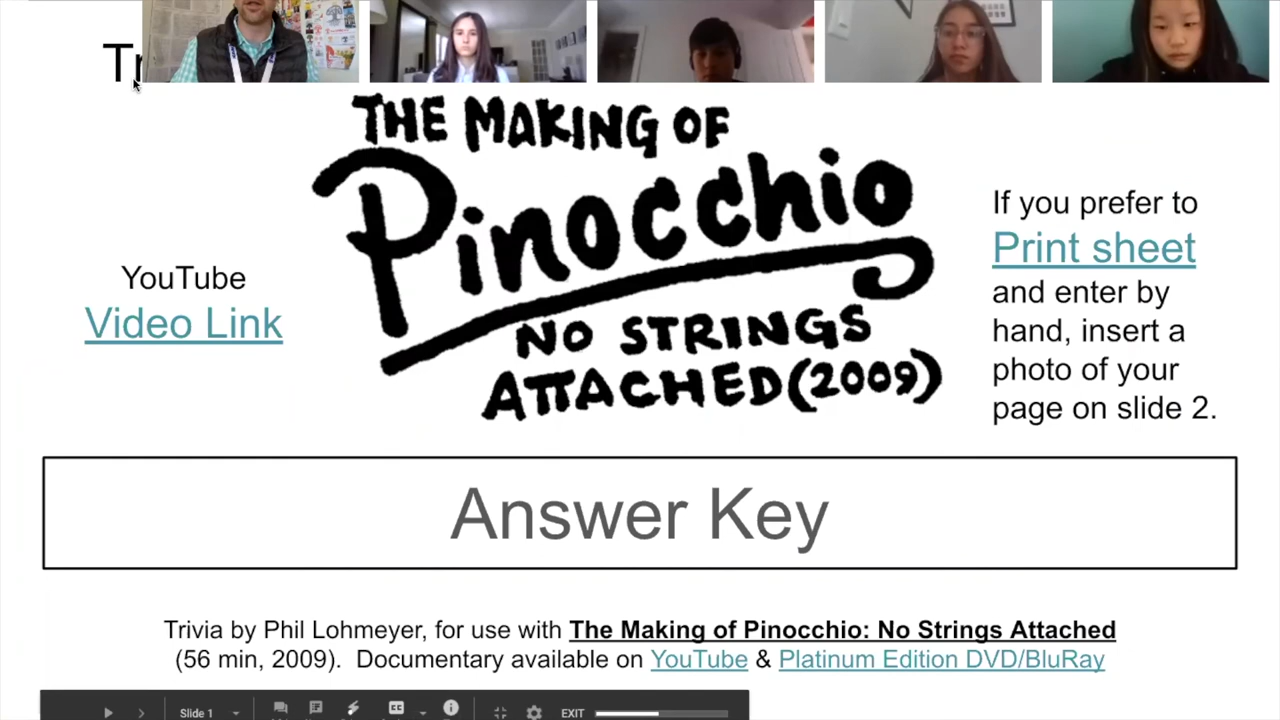 Tr
THE MAKING OF
Pinocchio
NO STRINGS
ATTACHED (2009)
YouTube
Video Link
If you prefer to
Print sheet
and enter by
hand, insert a
photo of your
page on slide 2.
Answer Key
Trivia by Phil Lohmeyer, for use with The Making of Pinocchio: No Strings Attached
(56 min, 2009).  Documentary available on YouTube & Platinum Edition DVD/BluRay
Slide 1
CC
EXIT